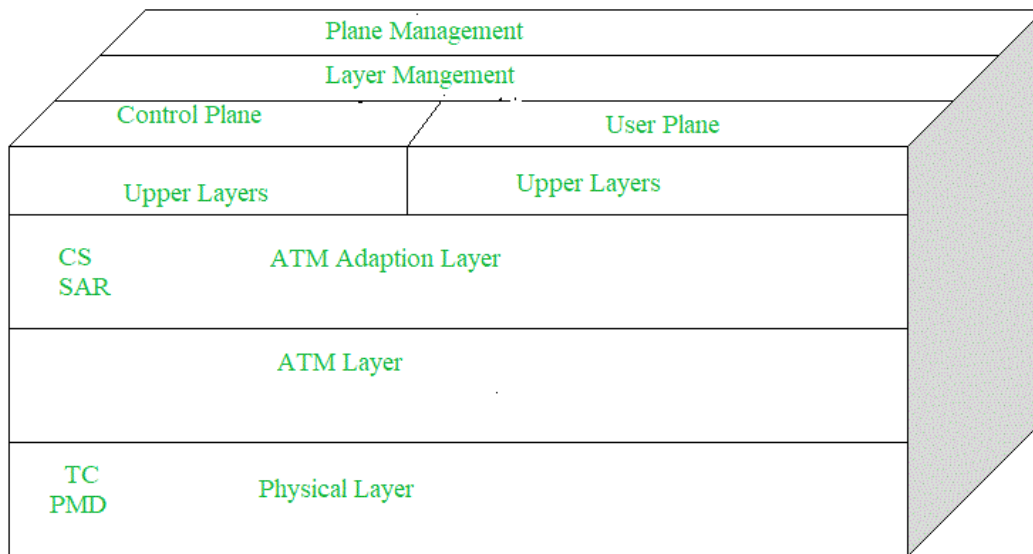 Plane Management
Layer Mangement
Control Plane
User Plane
Upper Layers
Upper Layers
CS
SAR
ATM Adaption Layer
ATM Layer
TC
PMD
Physical Layer